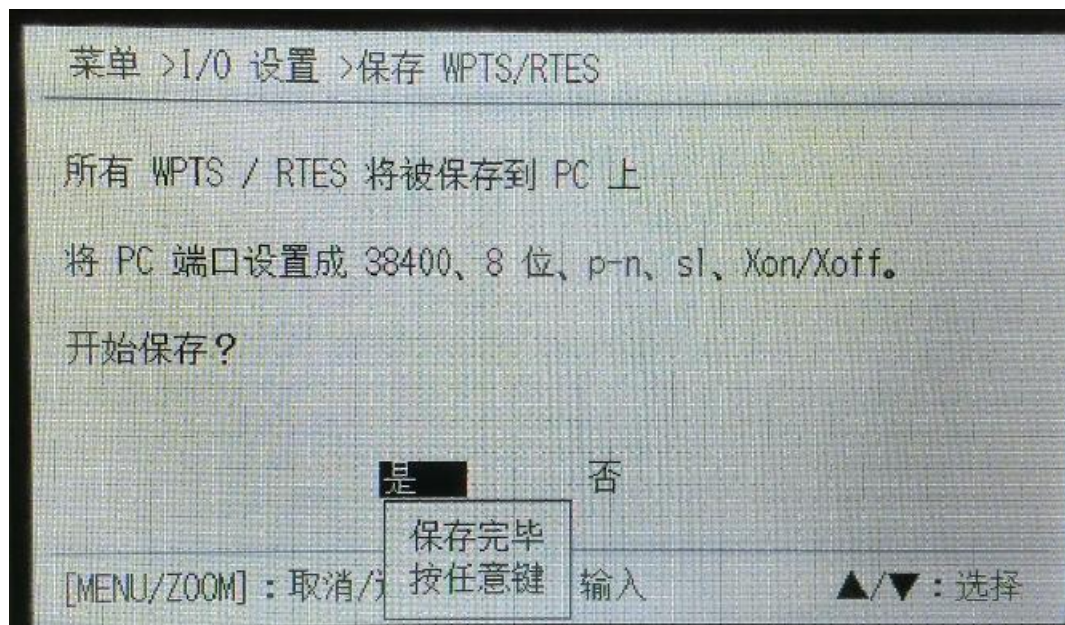 菜单 >I/O 设置 >保存 WPTS/RTES
所有 WPTS / RTES 将被保存到 PC 上
将 PC 端口设置成 38400、8 位、p-n、sl、Xon/Xoff。
开始保存？
是 否
保存完毕
按任意键
[MENU/ZOOM]：取消/ 输入 ▲/▼：选择